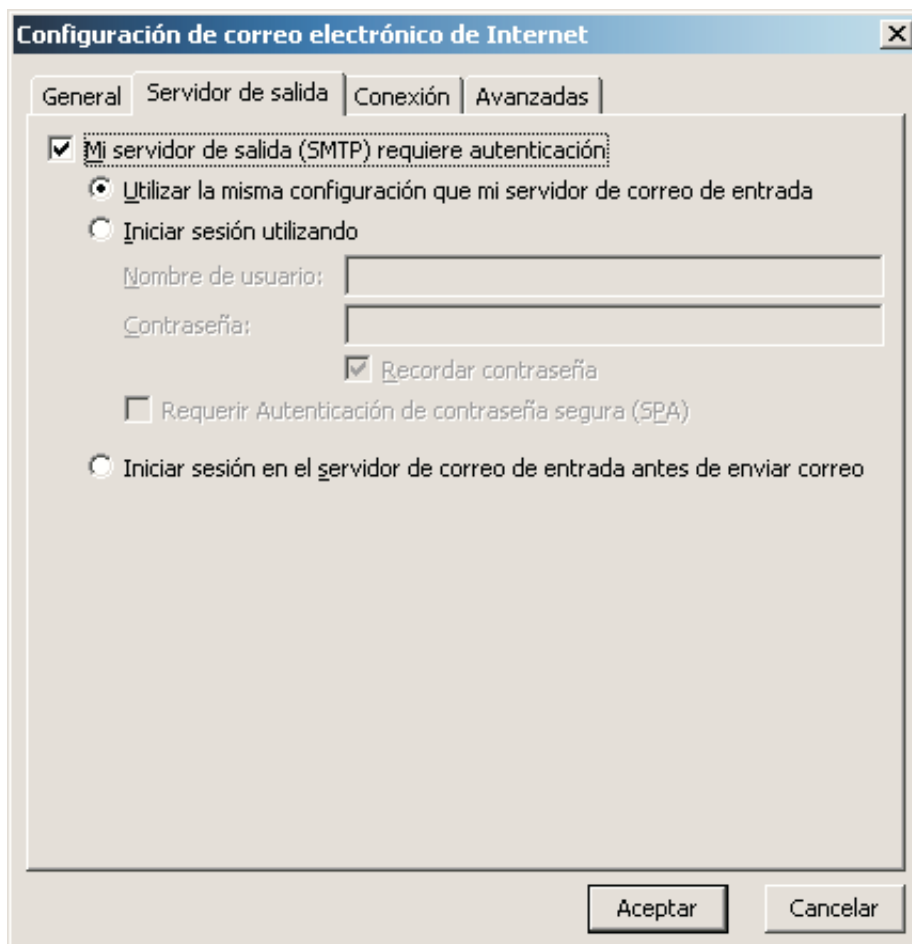 Configuración de correo electrónico de Internet
General Servidor de salida Conexión Avanzadas
Mi servidor de salida (SMTP) requiere autenticación
Utilizar la misma configuración que mi servidor de correo de entrada
Iniciar sesión utilizando
Nombre de usuario:
Contraseña:
Recordar contraseña
Requerir Autenticación de contraseña segura (SPA)
Iniciar sesión en el servidor de correo de entrada antes de enviar correo
Aceptar Cancelar